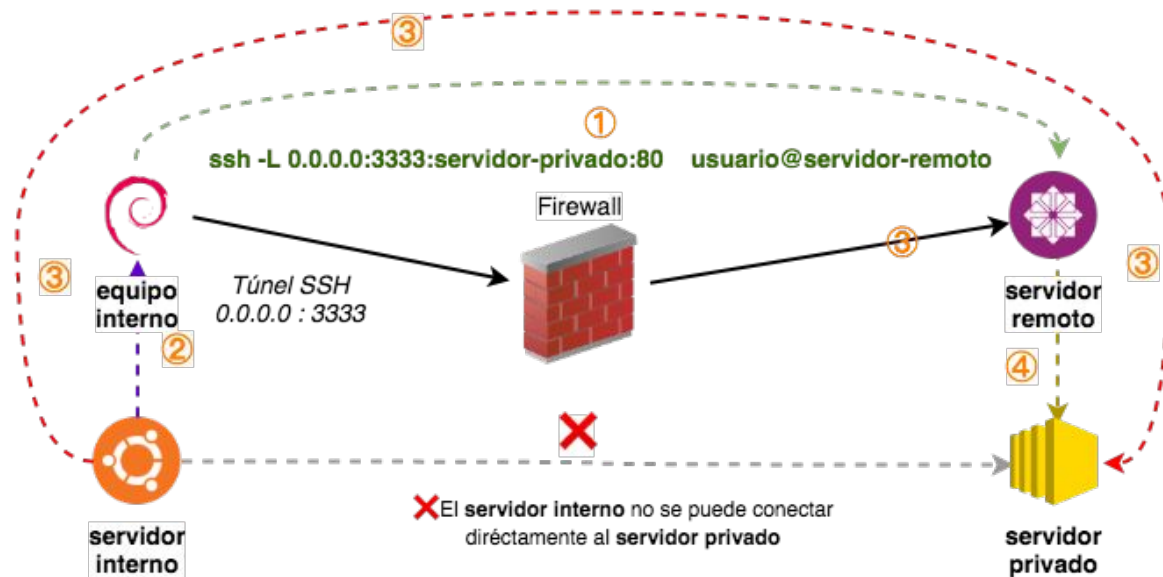 ③
①
ssh -L 0.0.0.0:3333:servidor-privado:80 usuario@servidor-remoto
Firewall
③
③
③
equipo
interno
Túnel SSH
0.0.0.0 : 3333
servidor
remoto
②
④
❌
❌El servidor interno no se puede conectar
diréctamente al servidor privado
servidor
interno
servidor
privado